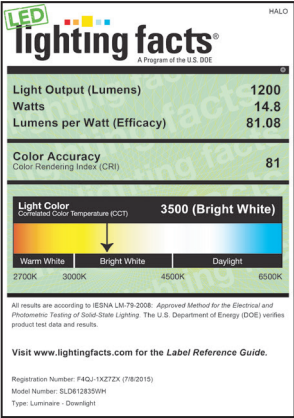 HALO
LED
lighting facts®
A Program of the U.S. DOE
Light Output (Lumens) 1200
Watts 14.8
Lumens per Watt (Efficacy) 81.08
Color Accuracy
Color Rendering Index (CRI) 81
Light Color
Correlated Color Temperature (CCT) 3500 (Bright White)
Warm White Bright White Daylight
2700K 3000K 4500K 6500K
All results are according to IESNA LM-79-2008: Approved Method for the Electrical and
Photometric Testing of Solid-State Lighting. The U.S. Department of Energy (DOE) verifies
product test data and results.
Visit www.lightingfacts.com for the Label Reference Guide.
Registration Number: F4QJ-1XZ7ZX (7/8/2015)
Model Number: SLD612835WH
Type: Luminaire - Downlight